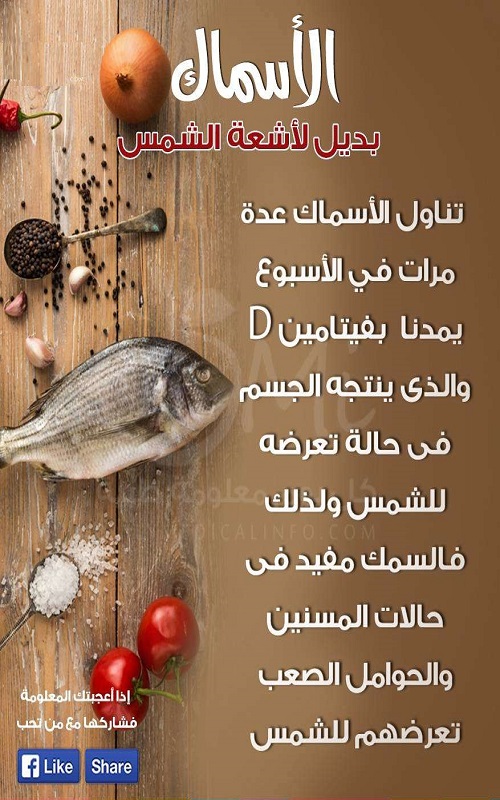 الأسماك
بديل لأشعة الشمس
تناول الأسماك عدة
مرات في الأسبوع
يمدنا بفيتامين D
والذى ينتجه الجسم
فى حالة تعرضه
للشمس ولذلك
فالسمك مفيد فى
حالات المسنين
والحوامل الصعب
تعرضهم للشمس
إذا أعجبتك المعلومة
فشاركها مع من تحب
Like Share